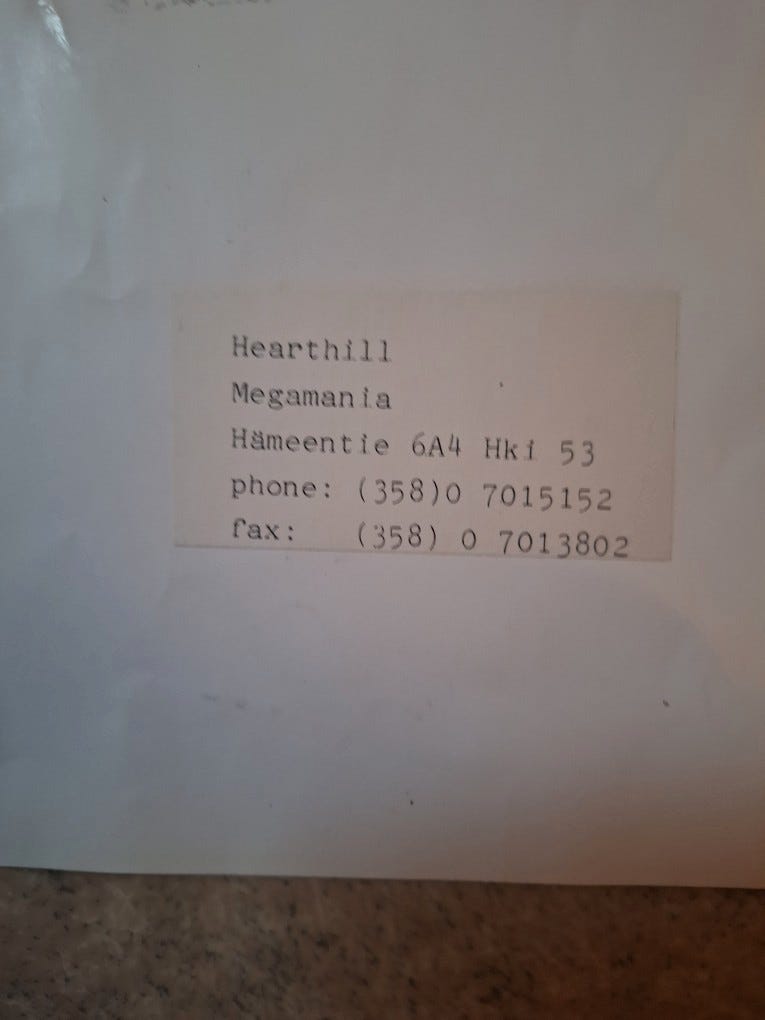 Hearthill
Megamania
Hämeentie 6A4 Hki 53
phone: (358)0 7015152
fax: (358) 0 7013802